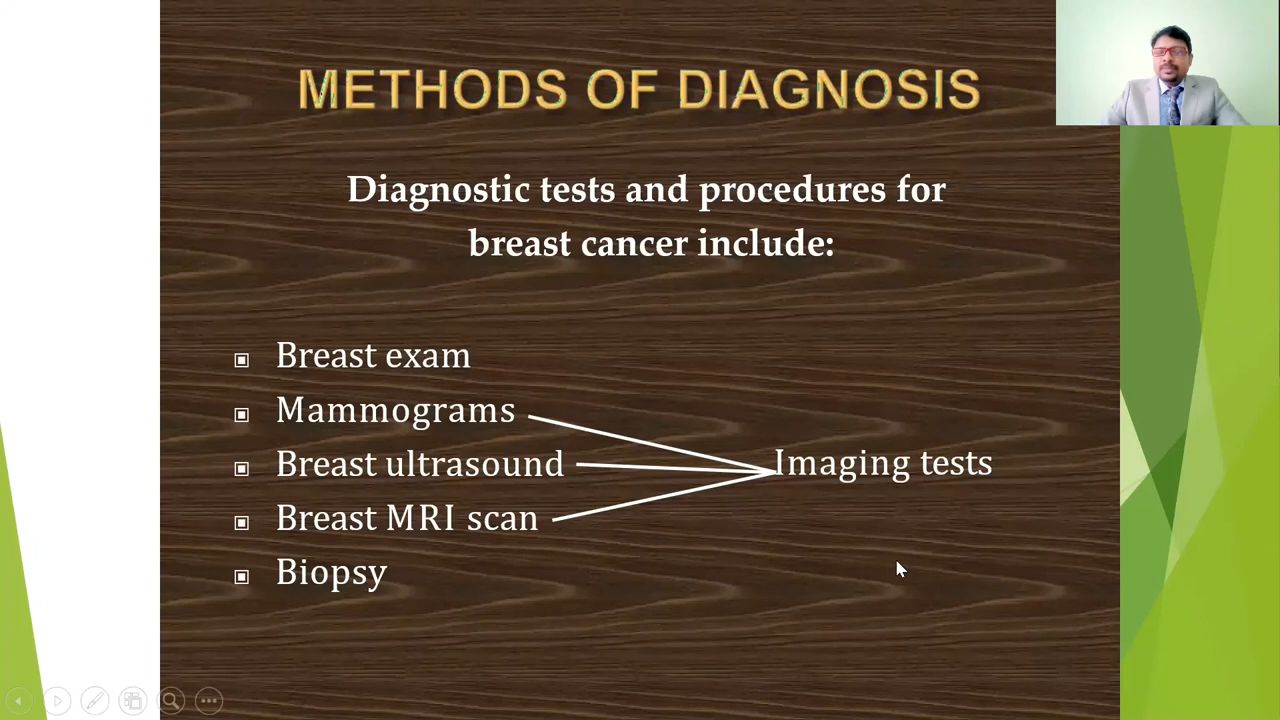 METHODS OF DIAGNOSIS
Diagnostic tests and procedures for
breast cancer include:
Breast exam
Mammograms
Breast ultrasound
Imaging tests
Breast MRI scan
Biopsy